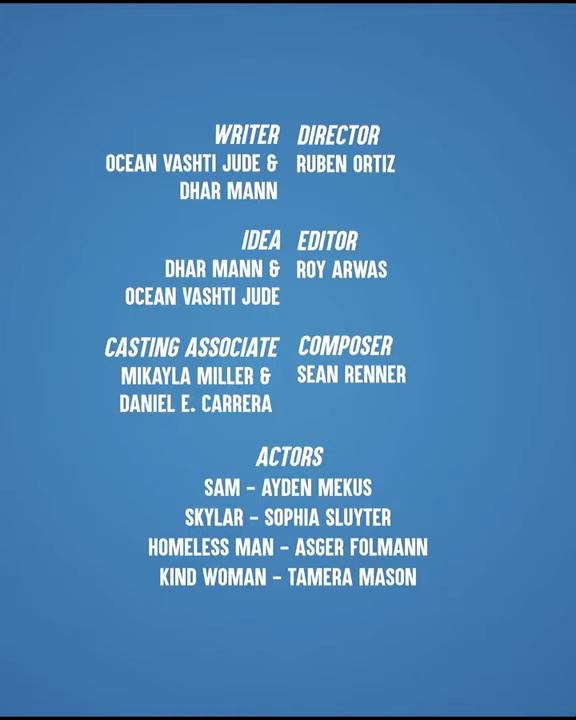 WRITER
OCEAN VASHTI JUDE &
DHAR MANN
DIRECTOR
RUBEN ORTIZ
IDEA
DHAR MANN &
OCEAN VASHTI JUDE
EDITOR
ROY ARWAS
CASTING ASSOCIATE
MIKAYLA MILLER &
DANIEL E. CARRERA
COMPOSER
SEAN RENNER
ACTORS
SAM - AYDEN MEKUS
SKYLAR - SOPHIA SLUYTER
HOMELESS MAN - ASGER FOLMANN
KIND WOMAN - TAMERA MASON